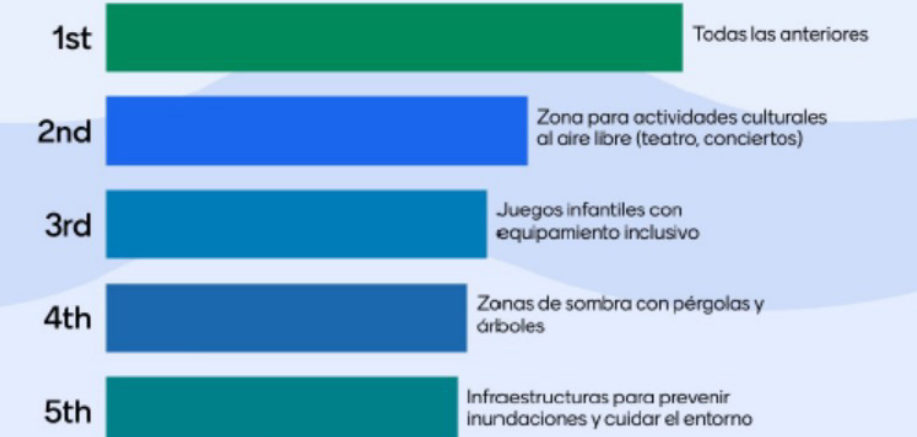 1st
Todas las anteriores
2nd
Zona para actividades culturales
al aire libre (teatro, conciertos)
3rd
Juegos infantiles con
equipamiento inclusivo
4th
Zonas de sombra con pérgolas y
árboles
5th
Infraestructuras para prevenir
inundaciones y cuidar el entorno